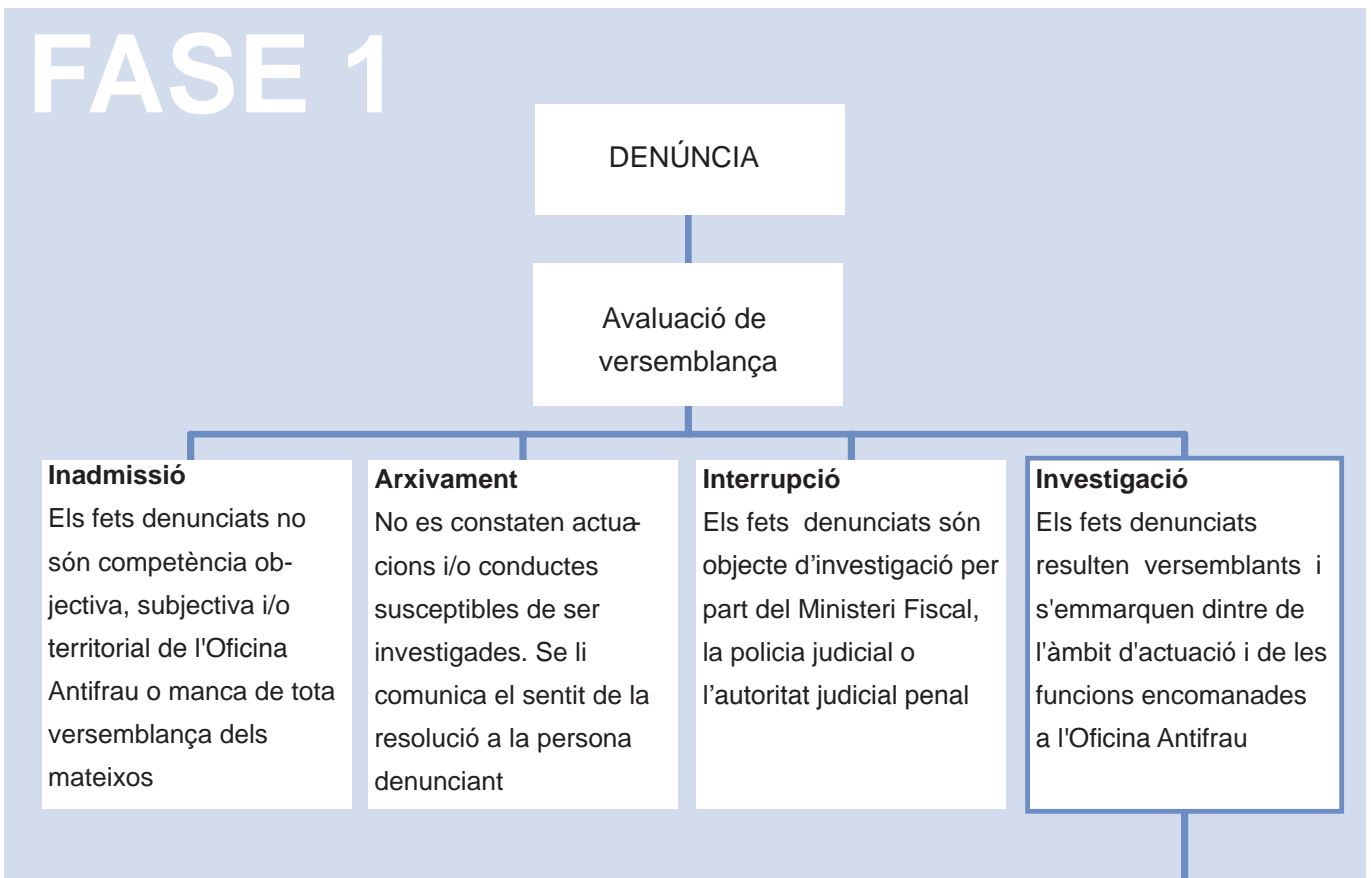 FASE 1
DENÚNCIA
Avaluació de
versemblança
Inadmissió
Els fets denunciats no
són competència ob-
jectiva, subjectiva i/o
territorial de l'Oficina
Antifrau o manca de tota
versemblança dels
mateixos
Arxivament
No es constaten actua-
cions i/o conductes
susceptibles de ser
investigades. Se li
comunica el sentit de la
resolució a la persona
denunciant
Interrupció
Els fets denunciats són
objecte d’investigació per
part del Ministeri Fiscal,
la policia judicial o
l’autoritat judicial penal
Investigació
Els fets denunciats
resulten versemblants i
s'emmarquen dintre de
l'àmbit d'actuació i de les
funcions encomanades
a l'Oficina Antifrau